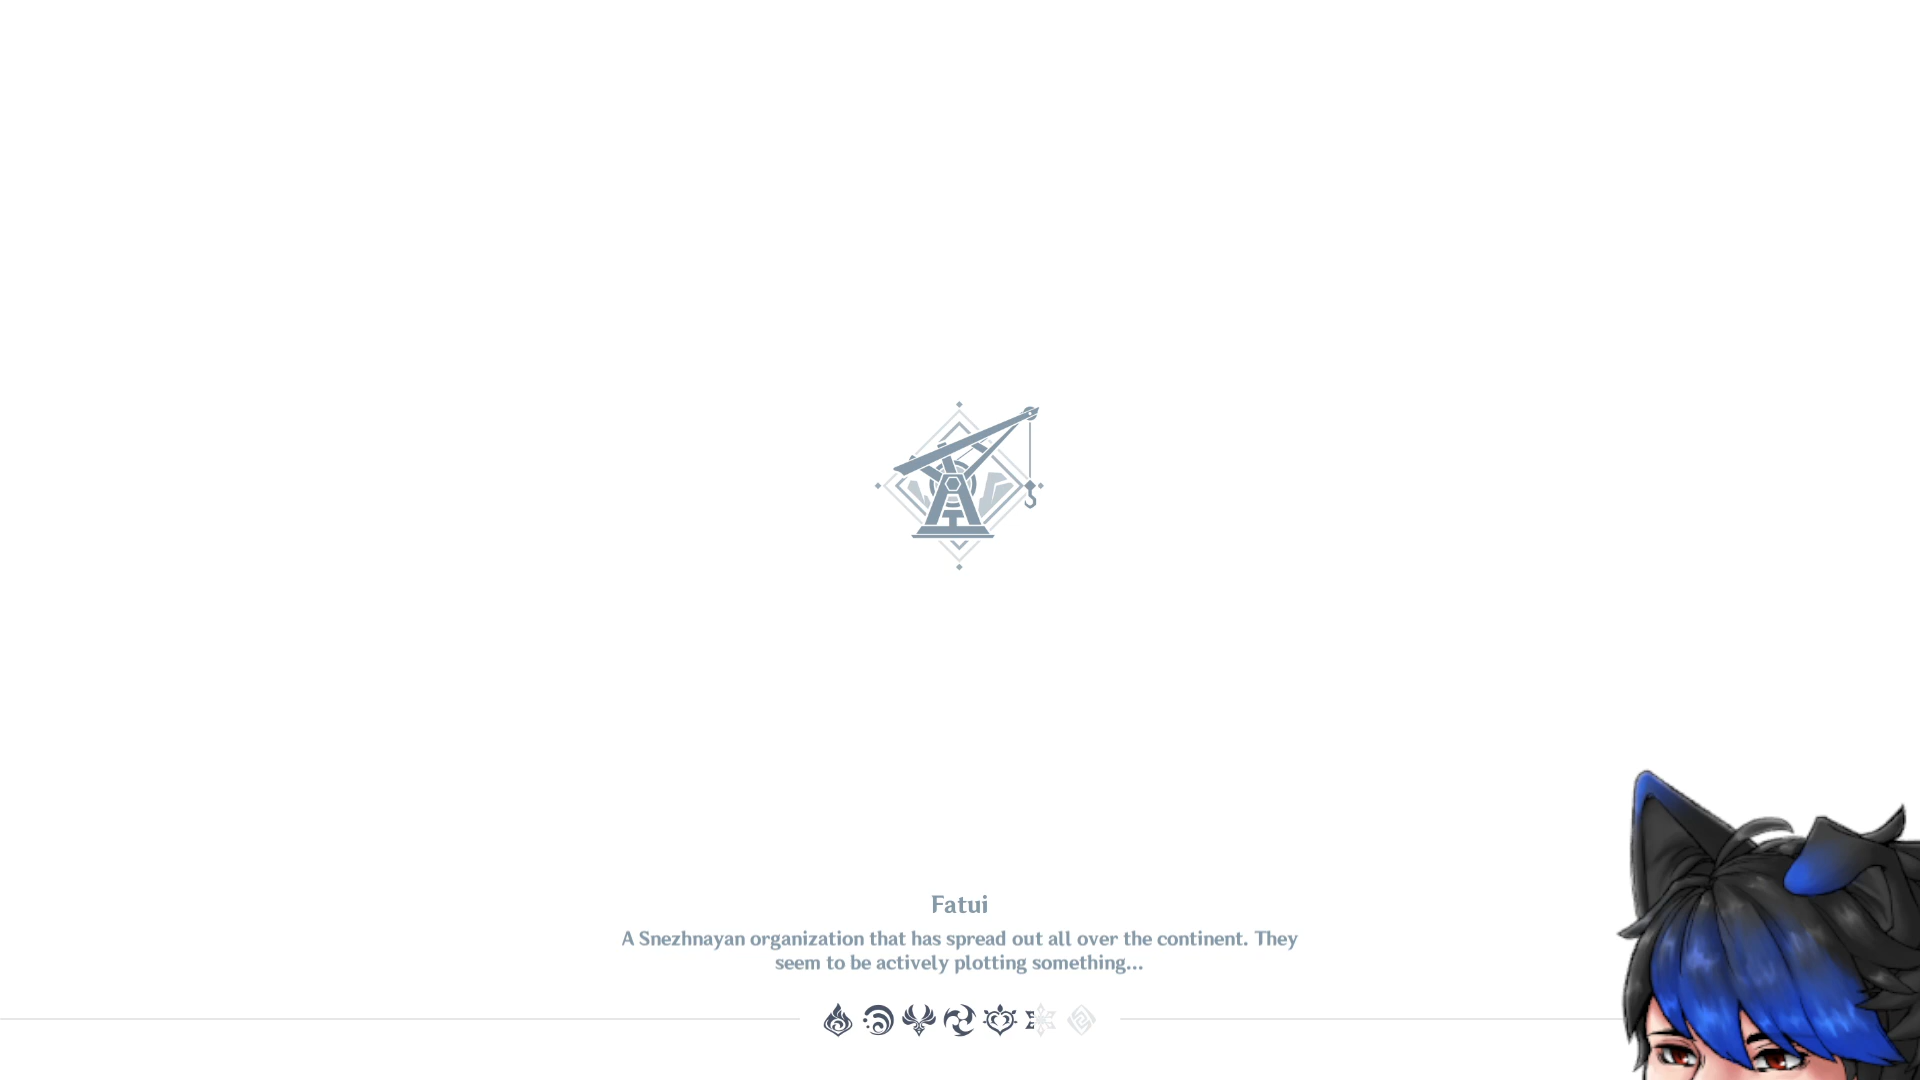 Fatui
A Snezhnayan organization that has spread out all over the continent. They
seem to be actively plotting something...